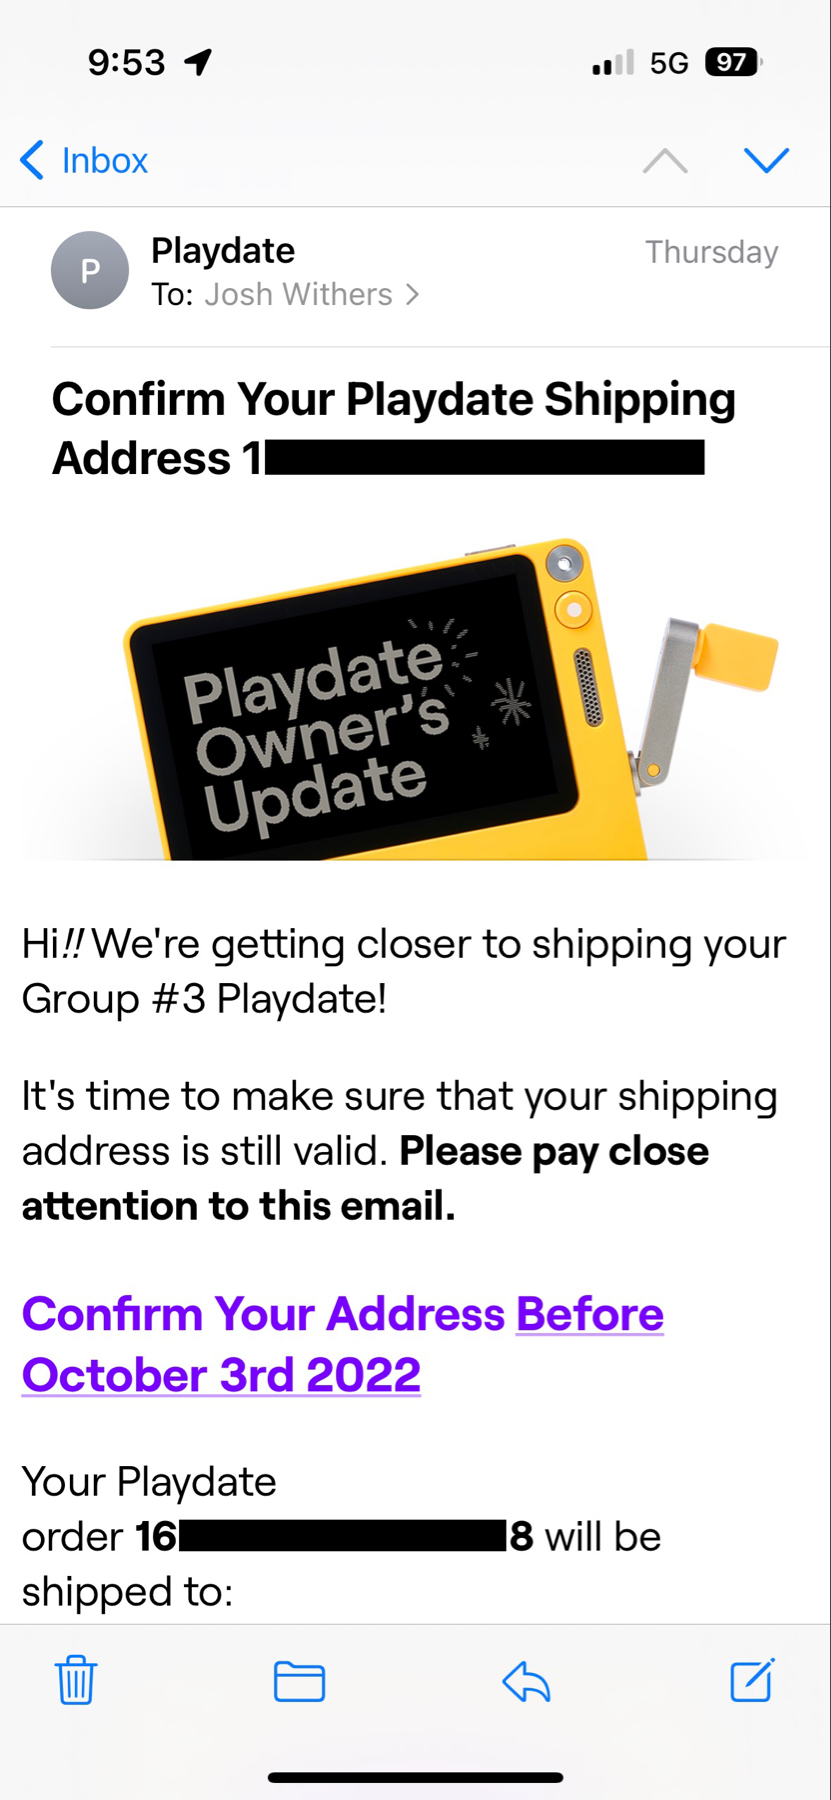 9:53
5G
97
Inbox
P
Playdate
Thursday
To: Josh Withers
Confirm Your Playdate Shipping
Address 1
Playdate
Owner's
Update
Hi!! We're getting closer to shipping your
Group #3 Playdate!
It's time to make sure that your shipping
address is still valid. Please pay close
attention to this email.
Confirm Your Address Before
October 3rd 2022
Your Playdate
order 16 8 will be
shipped to: